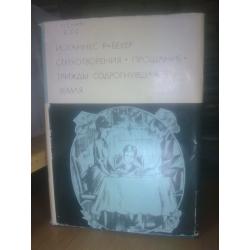 ИОГАННЕС Р•БЕХЕР
СТИХОТВОРЕНИЯ • ПРОЩАНИЕ •
ТРИЖДЫ СОДРОГНУВШАЯСЯ
ЗЕМЛЯ